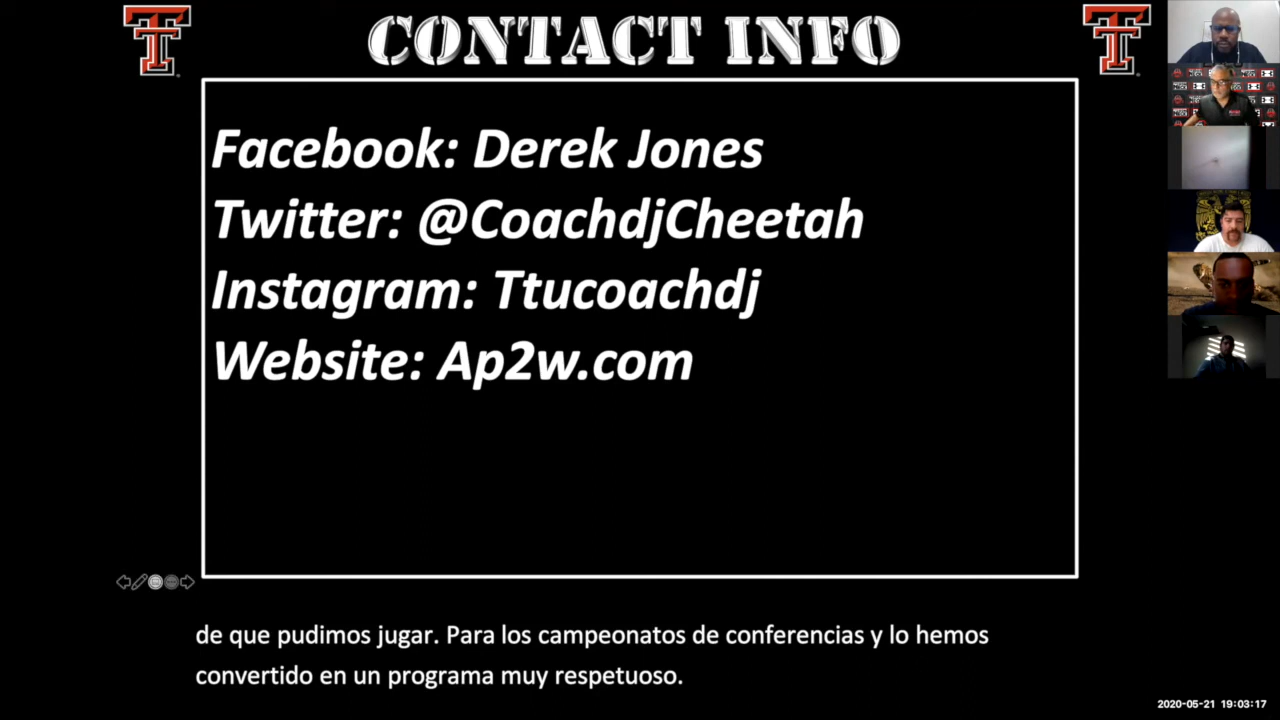 CONTACT INFO
Facebook: Derek Jones
Twitter: @CoachdjCheetah
Instagram: Ttucoachdj
Website: Ap2w.com
de que pudimos jugar. Para los campeonatos de conferencias y lo hemos
convertido en un programa muy respetuoso.
2020-05-21 19:03:17